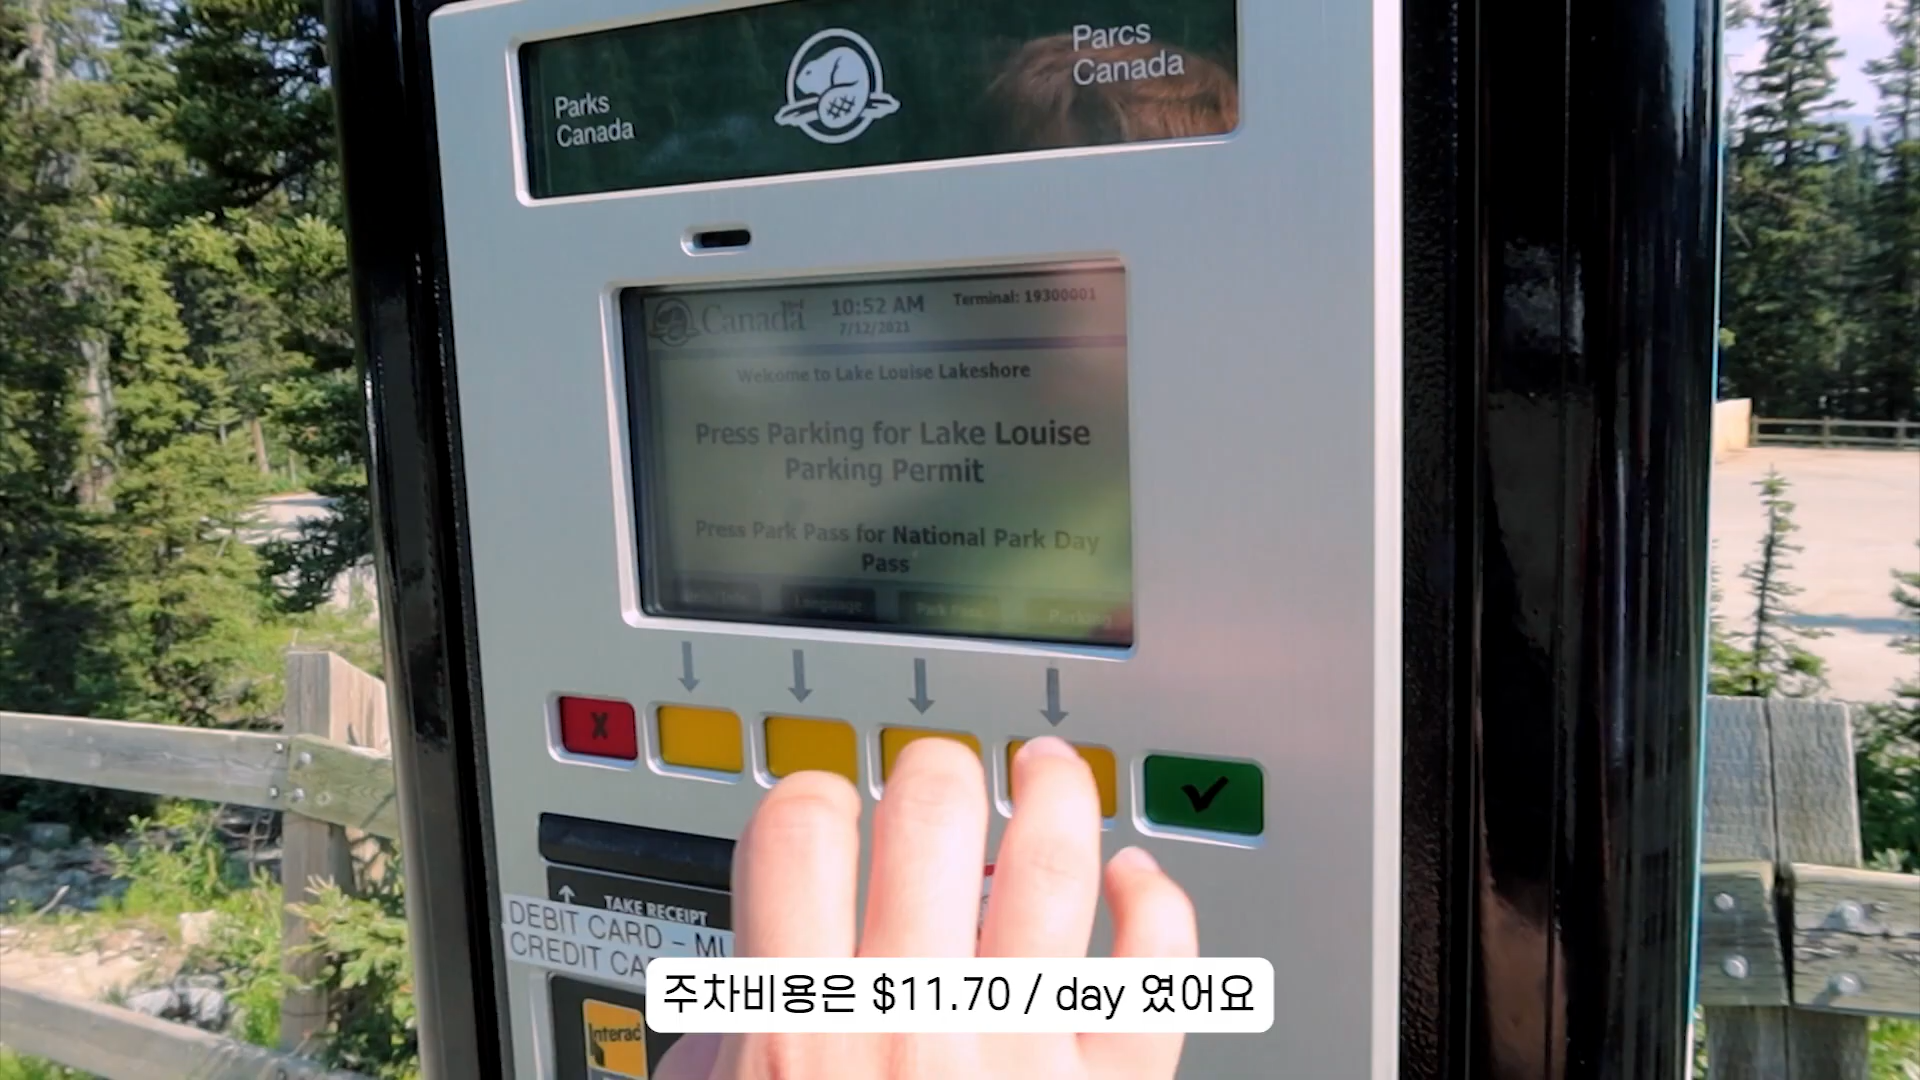 Parks
Canada
Parcs
Canada
Canada
10:52 AM
7/12/2021
Terminal: 19300001
Welcome to Lake Louise Lakeshore
Press Parking for Lake Louise
Parking Permit
Press Park Pass for National Park Day
Pass
Language
Park Pass
Parking
X
TAKE RECEIPT
DEBIT CARD - MU
CREDIT CA
Interac
주차비용은 $11.70 / day 였어요